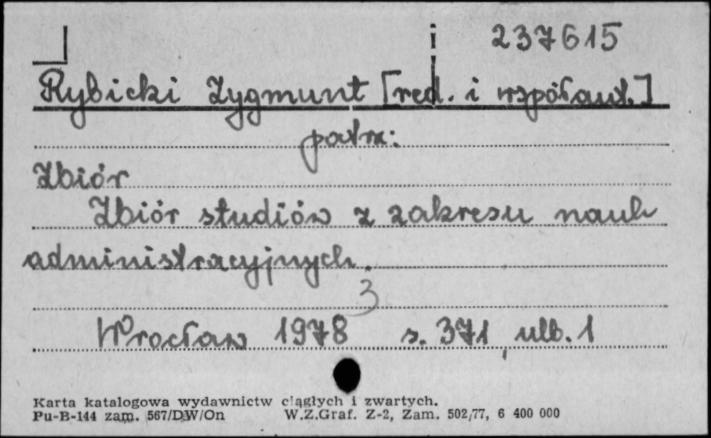 237615
Rybicki Zygmunt [red. i współaut.]
patrz:
Zbiór
Zbiór studiów z zakresu nauk
administracyjnych.
3
Wrocław 1978 s. 371, ulb. 1
Karta katalogowa wydawnictw ciągłych i zwartych.
Pu-B-144 zam. 567/DW/On W.Z.Graf. Z-2, Zam. 502/77, 6 400 000